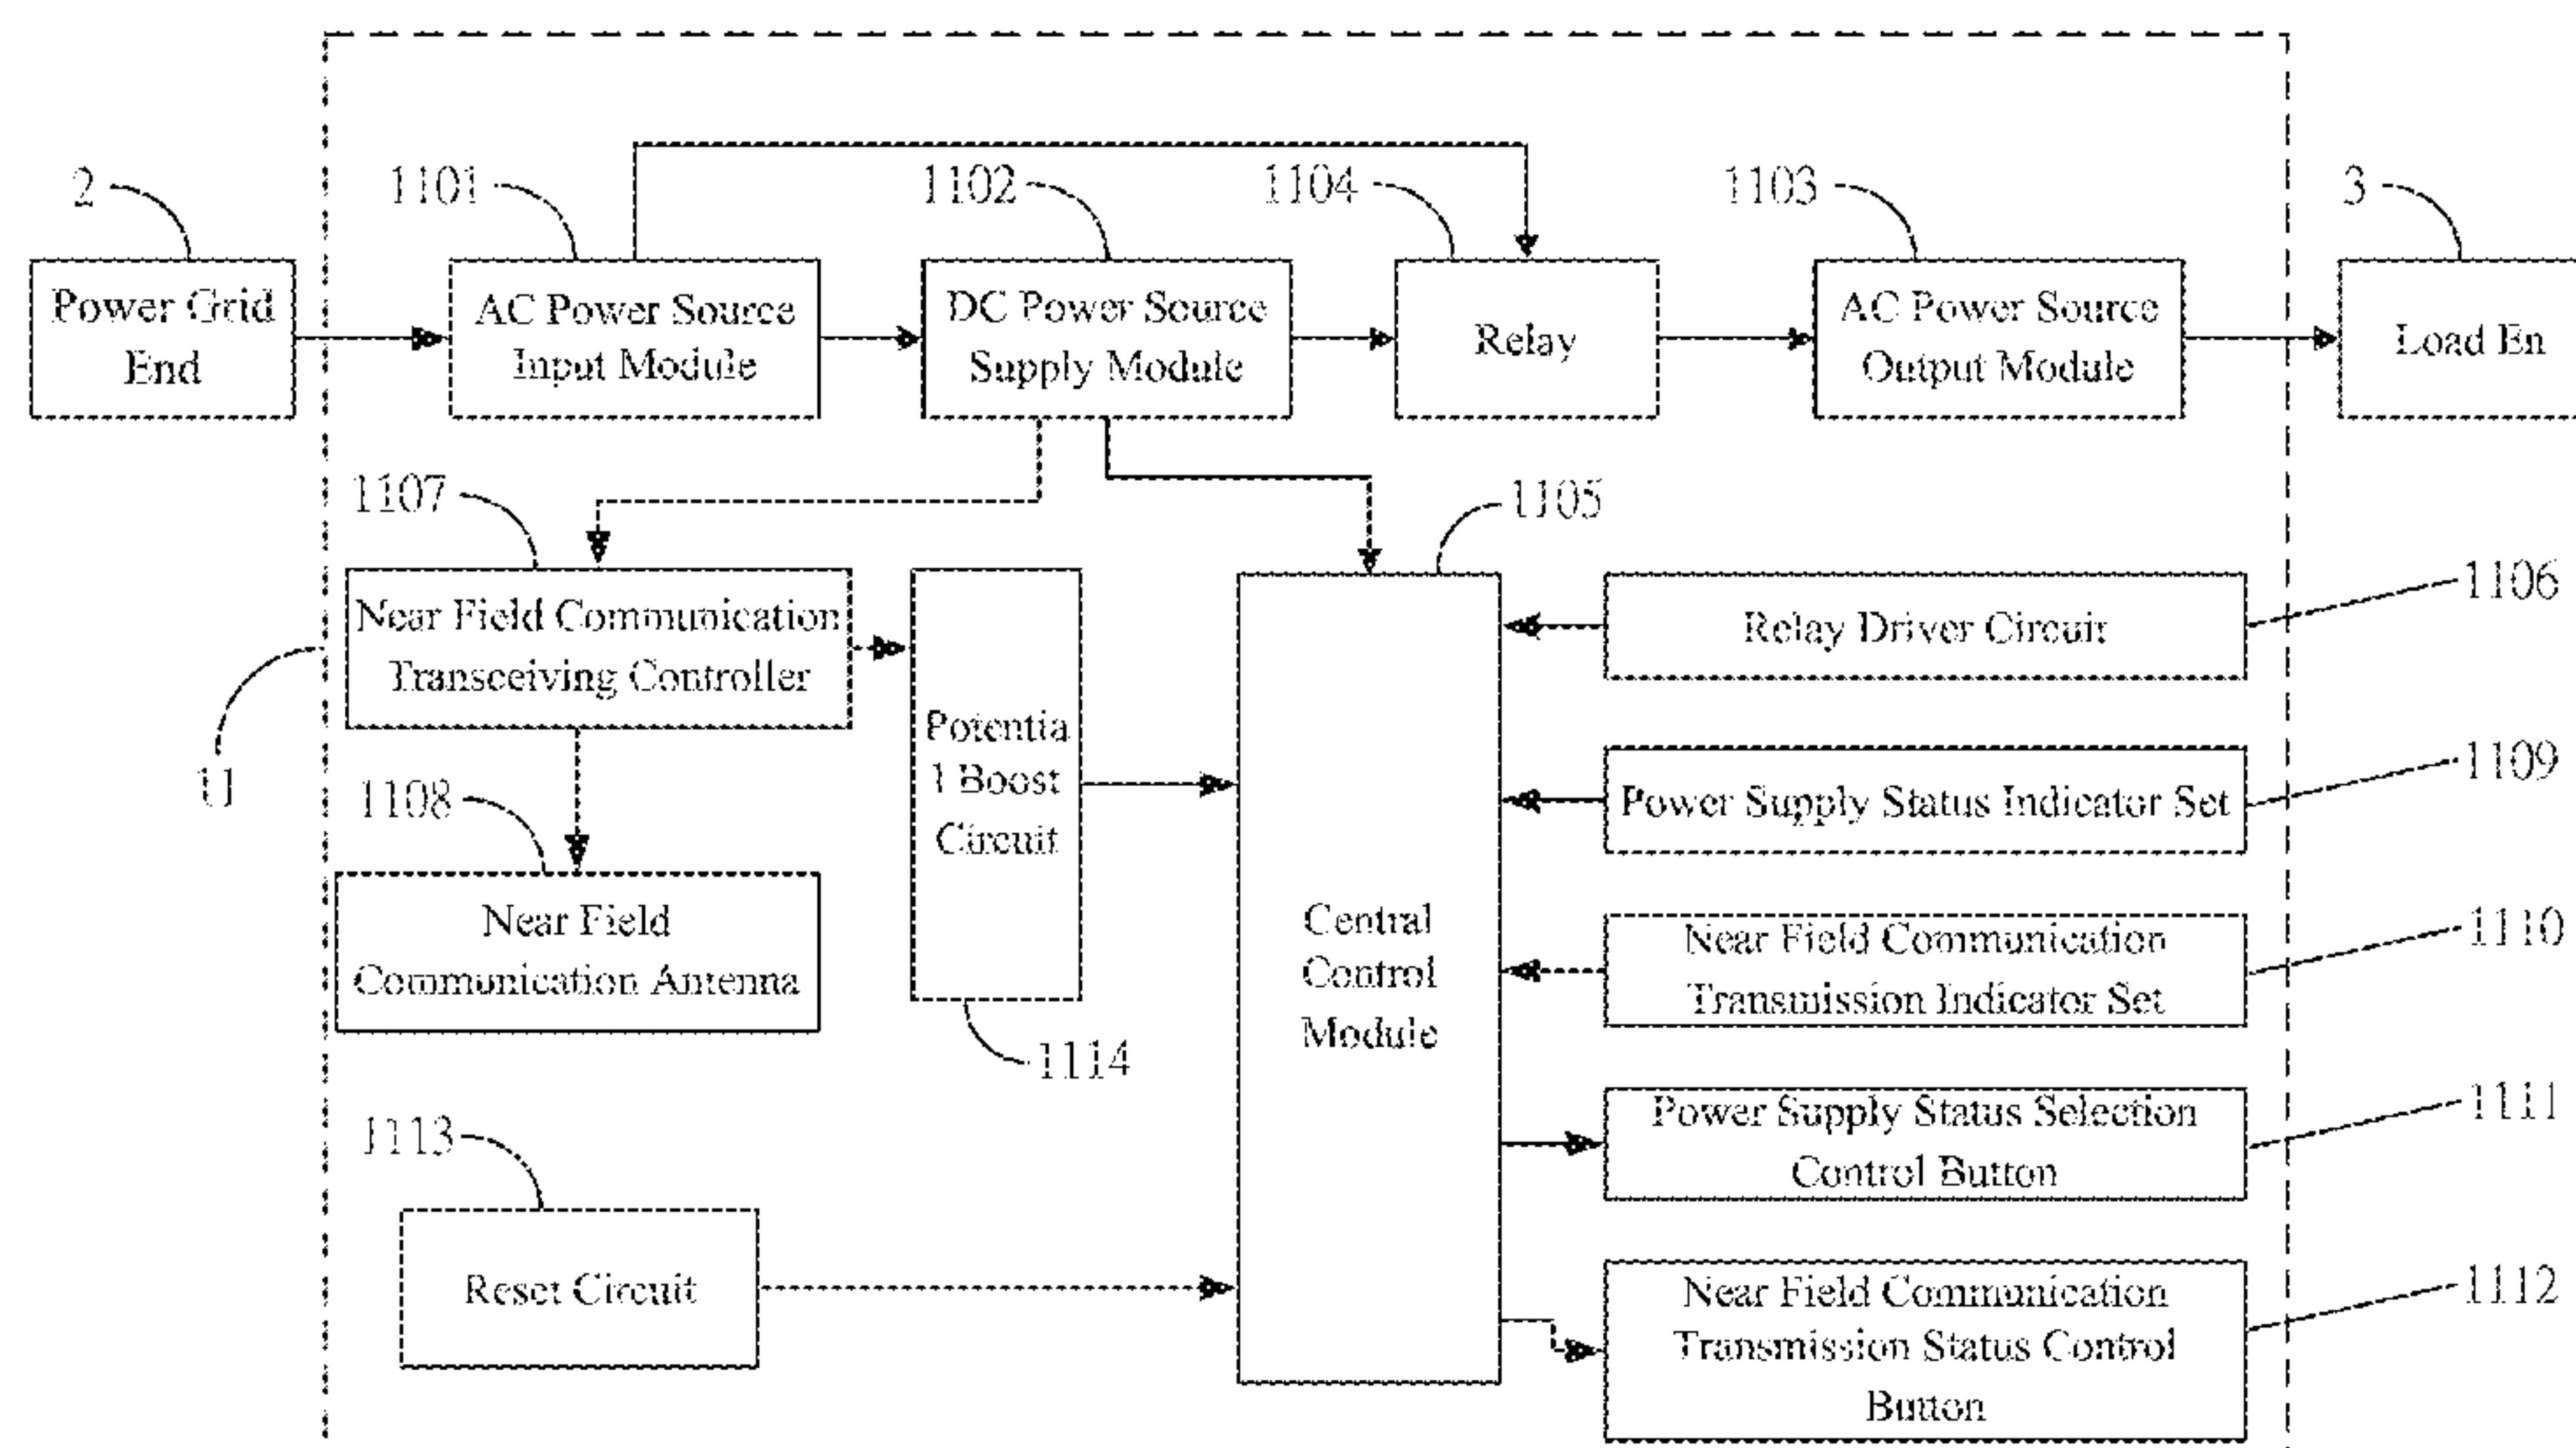 2
1101
1102
1104
1103
3
Power Grid
End
AC Power Source
Input Module
DC Power Source
Supply Module
Relay
AC Power Source
Output Module
Load En
1107
1105
Near Field Communication
Transceiving Controller
11
1108
Near Field
Communication Antenna
Potentia
l Boost
Circuit
1114
1113
Reset Circuit
Central
Control
Module
Relay Driver Circuit
1106
Power Supply Status Indicator Set
1109
Near Field Communication
Transmission Indicator Set
1110
Power Supply Status Selection
Control Button
1111
Near Field Communication
Transmission Status Control
Button
1112